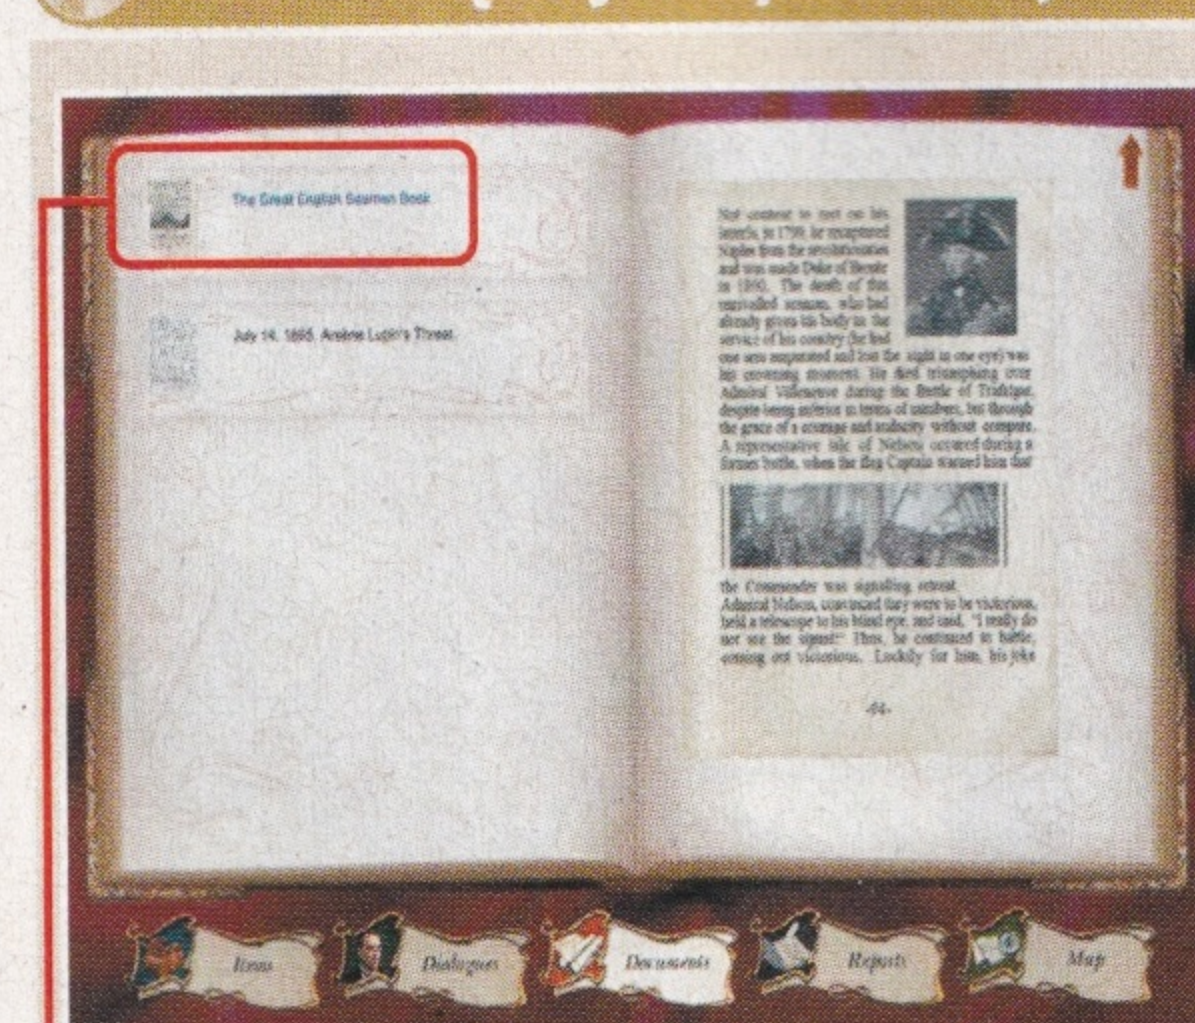 The Great English Seaman Book
July 14, 1895. Arsène Lupin's Threat.
Not content to rest on his
laurels, in 1799, he recaptured
Naples from the revolutionaries
and was made Duke of Bronte
in 1800. The death of this
unrivalled seaman, who had
already given his body in the
service of his country (he had
one arm amputated and lost the sight in one eye) was
his crowning moment. He died triumphing over
Admiral Villeneuve during the Battle of Trafalgar,
despite being inferior in terms of numbers, but through
the grace of a courage and audacity without compare.
A representative tale of Nelson occured during a
former battle, when the flag Captain warned him that
the Commander was signalling retreat.
Admiral Nelson, convinced they were to be victorious,
held a telescope to his blind eye, and said, "I really do
not see the signal!" Thus, he continued to battle,
coming out victorious. Luckily for him, his joke
Items
Dialogues
Documents
Reports
Map